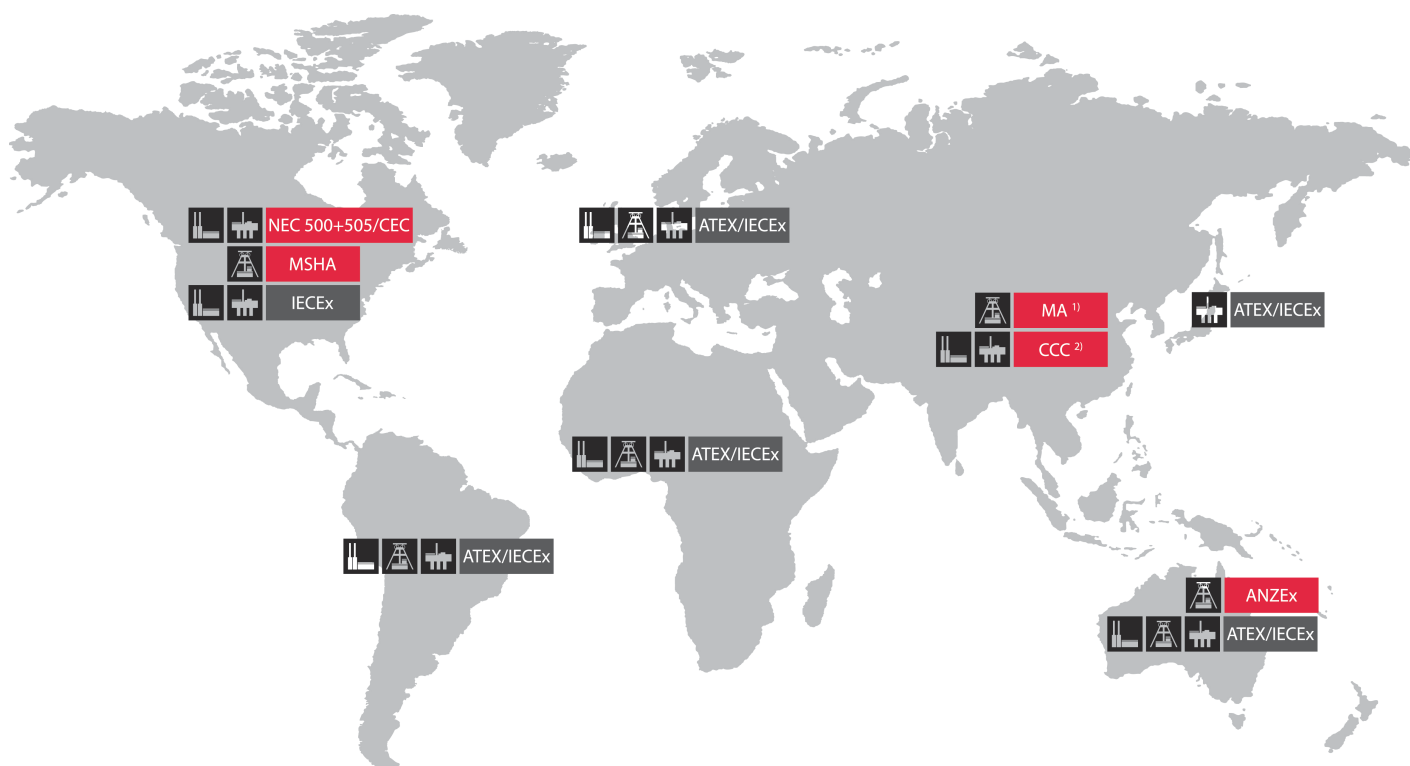 NEC 500+505/CEC
MSHA
IECEx
ATEX/IECEx
MA 1)
CCC 2)
ATEX/IECEx
ATEX/IECEx
ATEX/IECEx
ANZEx
ATEX/IECEx